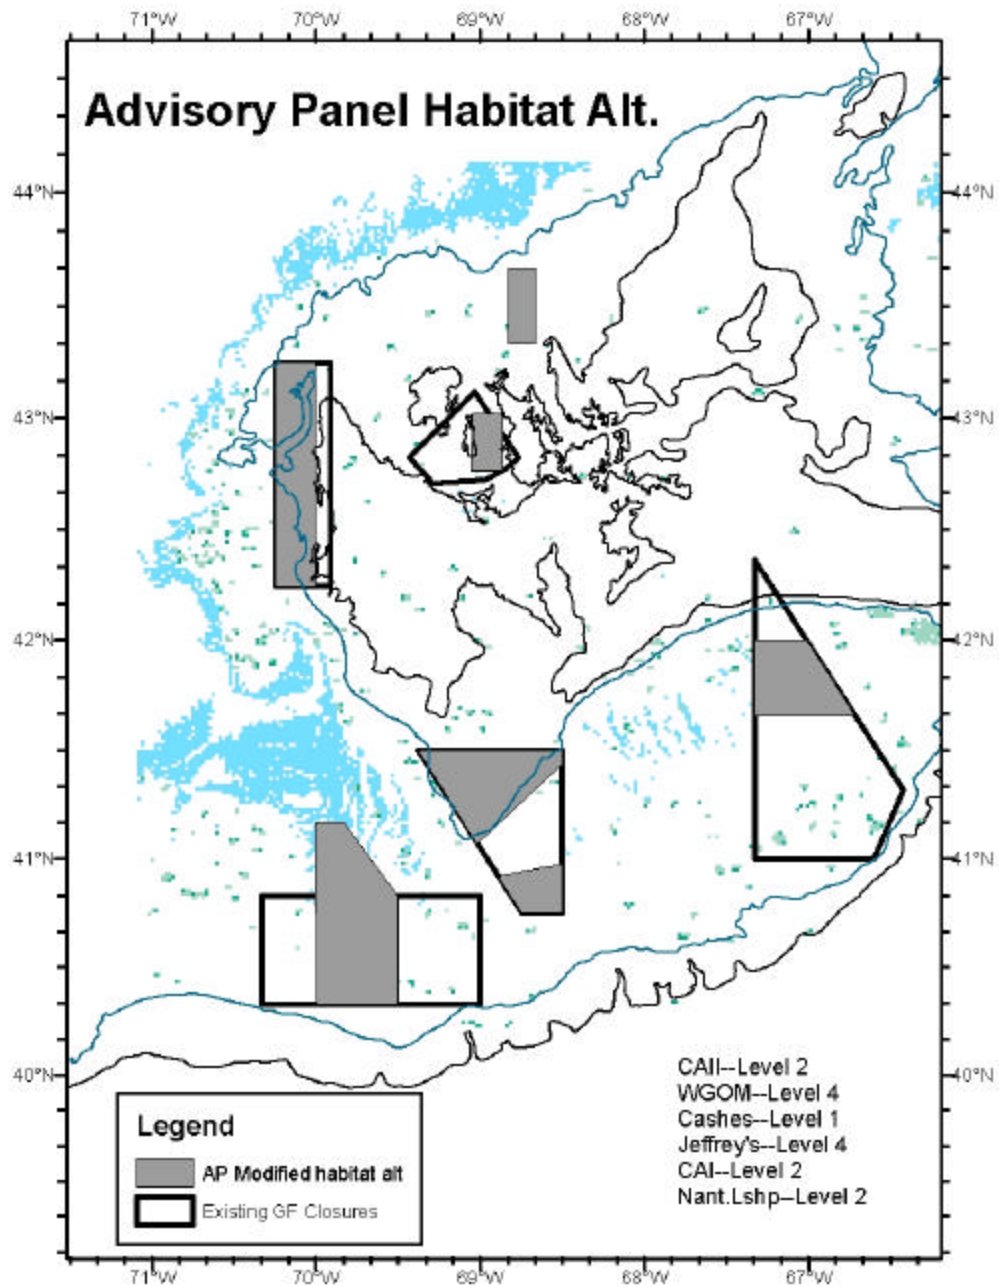 71°W 70°W 69°W 68°W 67°W
Advisory Panel Habitat Alt.
44°N 44°N
43°N 43°N
42°N 42°N
41°N 41°N
40°N 40°N
CAII--Level 2
WGOM--Level 4
Cashes--Level 1
Jeffrey's--Level 4
CAI--Level 2
Nant.Lshp--Level 2
Legend
AP Modified habitat alt
Existing GF Closures
71°W 70°W 69°W 68°W 67°W